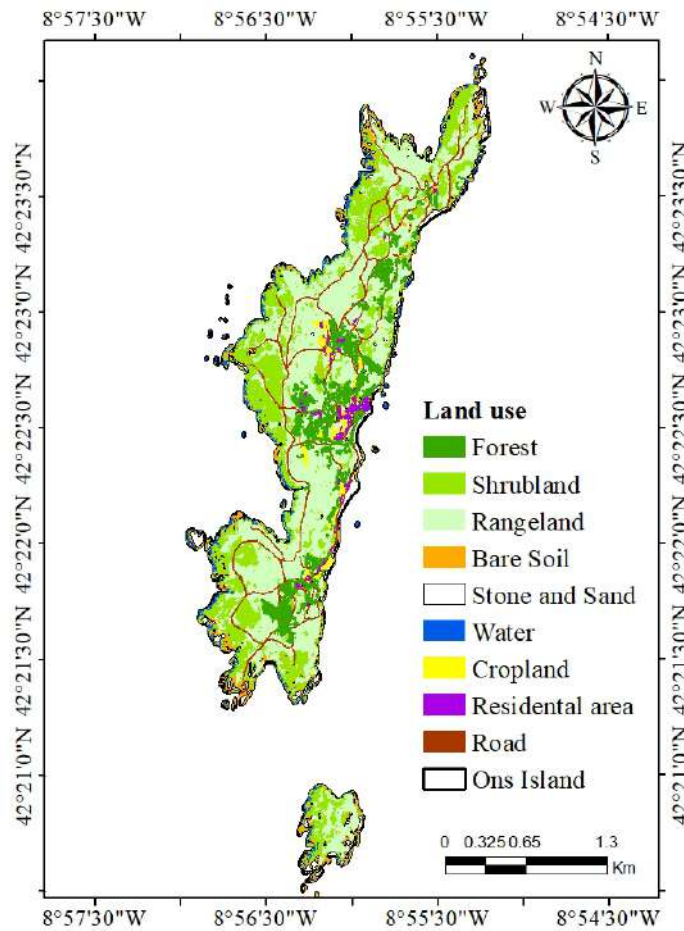 8°57'30"W 8°56'30"W 8°55'30"W 8°54'30"W
N
W E
S
42°23'30"N 42°23'30"N
42°23'0"N 42°23'0"N
42°22'30"N 42°22'30"N
42°22'0"N 42°22'0"N
42°21'30"N 42°21'30"N
42°21'0"N 42°21'0"N
Land use
Forest
Shrubland
Rangeland
Bare Soil
Stone and Sand
Water
Cropland
Residental area
Road
Ons Island
0 0.325 0.65 1.3
Km
8°57'30"W 8°56'30"W 8°55'30"W 8°54'30"W